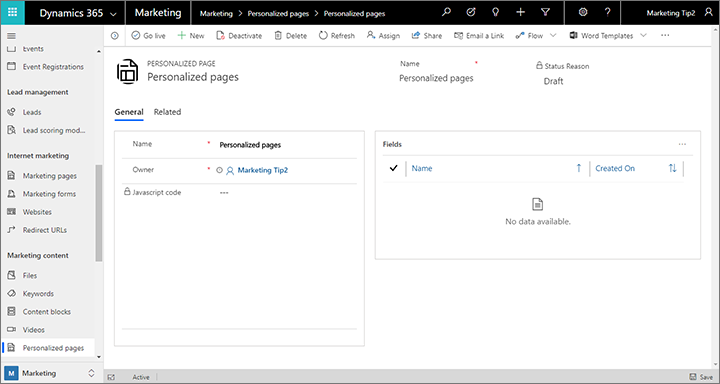 Dynamics 365 Marketing Marketing > Personalized pages > Personalized pages Marketing Tip2
Go live New Deactivate Delete Refresh Assign Share Email a Link Flow Word Templates
Events
Event Registrations
Lead management
Leads
Lead scoring mod...
Internet marketing
Marketing pages
Marketing forms
Websites
Redirect URLs
Marketing content
Files
Keywords
Content blocks
Videos
Personalized pages
M Marketing
PERSONALIZED PAGE
Personalized pages
Name *
Personalized pages
Status Reason
Draft
General Related
Name * Personalized pages
Owner * Marketing Tip2
Javascript code ---
Fields ...
Name Created On
No data available.
Active Save